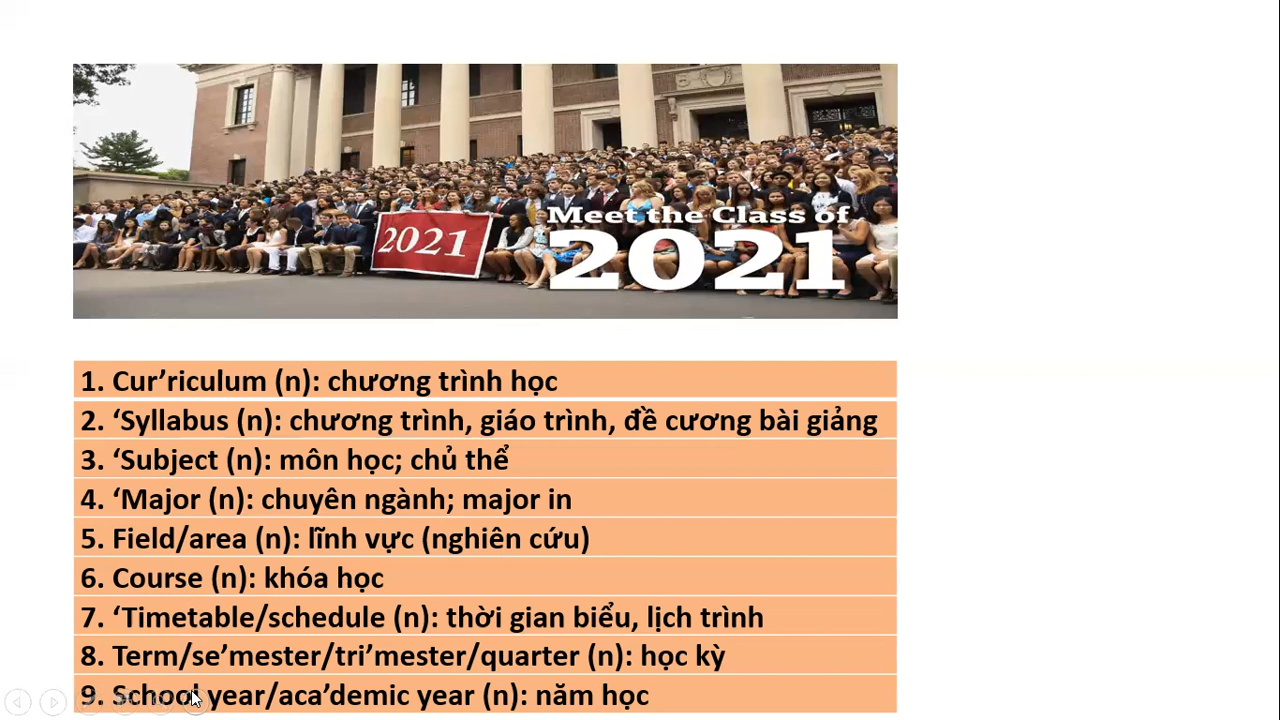 2021
Meet the Class of
2021
1. Cur’riculum (n): chương trình học
2. ‘Syllabus (n): chương trình, giáo trình, đề cương bài giảng
3. ‘Subject (n): môn học; chủ thể
4. ‘Major (n): chuyên ngành; major in
5. Field/area (n): lĩnh vực (nghiên cứu)
6. Course (n): khóa học
7. ‘Timetable/schedule (n): thời gian biểu, lịch trình
8. Term/se’mester/tri’mester/quarter (n): học kỳ
9. School year/aca’demic year (n): năm học